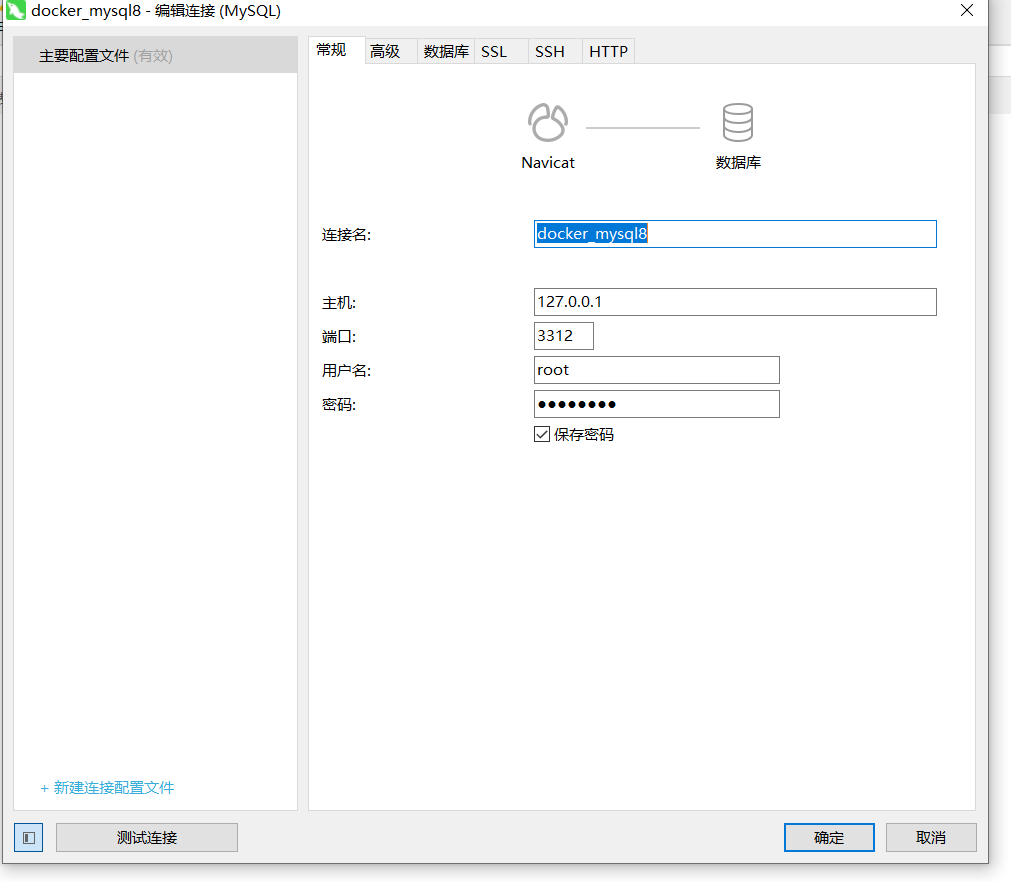 docker_mysql8 - 编辑连接 (MySQL)
主要配置文件 (有效)
常规 高级 数据库 SSL SSH HTTP
Navicat 数据库
连接名: docker_mysql8
主机: 127.0.0.1
端口: 3312
用户名: root
密码: ●●●●●●●●
保存密码
+ 新建连接配置文件
测试连接 确定 取消